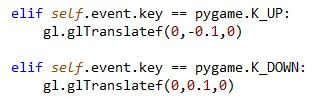 elif self.event.key == pygame.K_UP:
    gl.glTranslatef(0,-0.1,0)
elif self.event.key == pygame.K_DOWN:
    gl.glTranslatef(0,0.1,0)